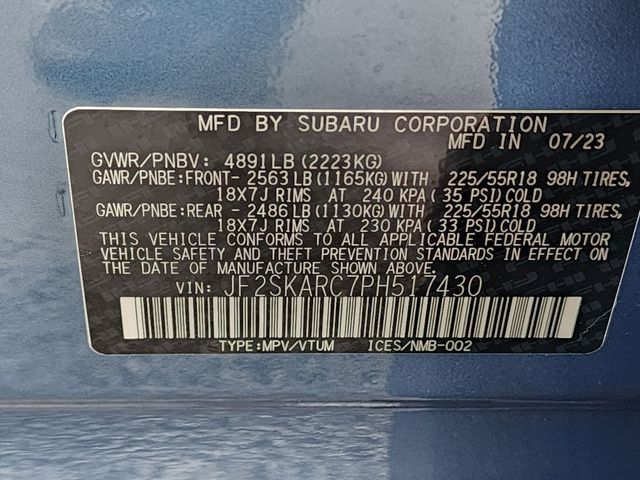 MFD BY SUBARU CORPORATION
MFD IN 07/23
GVWR/PNBV: 4891LB (2223KG)
GAWR/PNBE:FRONT- 2563LB(1165KG)WITH 225/55R18 98H TIRES,
18X7J RIMS AT 240 KPA(35 PSI)COLD
GAWR/PNBE:REAR - 2486LB(1130KG)WITH 225/55R18 98H TIRES,
18X7J RIMS AT 230 KPA(33 PSI)COLD
THIS VEHICLE CONFORMS TO ALL APPLICABLE FEDERAL MOTOR
VEHICLE SAFETY AND THEFT PREVENTION STANDARDS IN EFFECT ON
THE DATE OF MANUFACTURE SHOWN ABOVE.
VIN: JF2SKARC7PH517430
TYPE:MPV/VTUM ICES/NMB-002